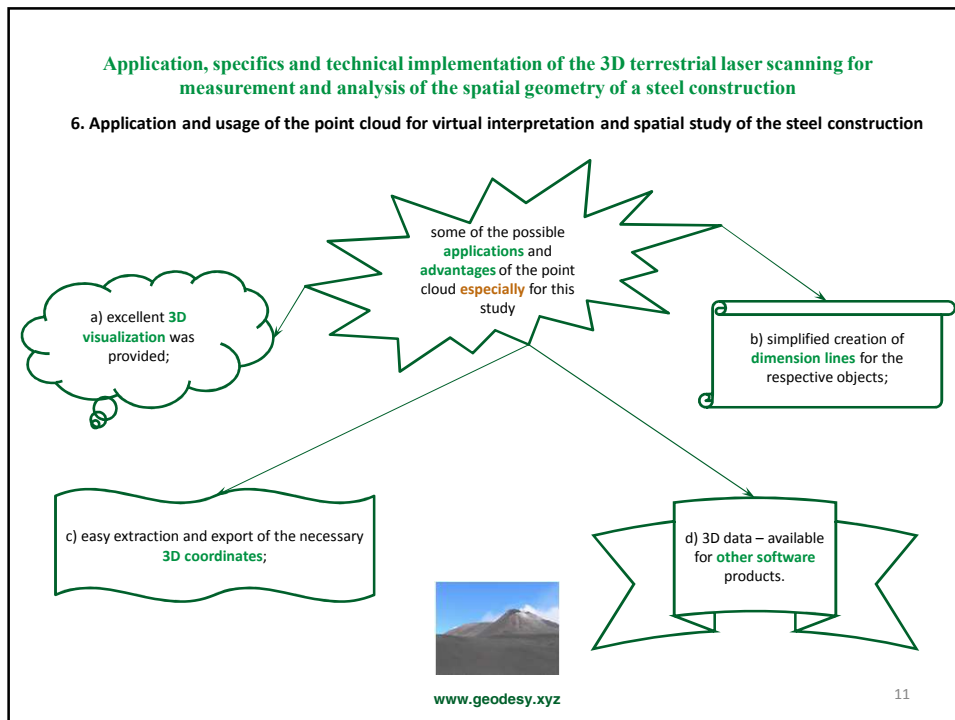 Application, specifics and technical implementation of the 3D terrestrial laser scanning for
measurement and analysis of the spatial geometry of a steel construction
6. Application and usage of the point cloud for virtual interpretation and spatial study of the steel construction
some of the possible
applications and
advantages of the point
cloud especially for this
study
a) excellent 3D
visualization was
provided;
b) simplified creation of
dimension lines for the
respective objects;
c) easy extraction and export of the necessary
3D coordinates;
d) 3D data – available
for other software
products.
www.geodesy.xyz
11